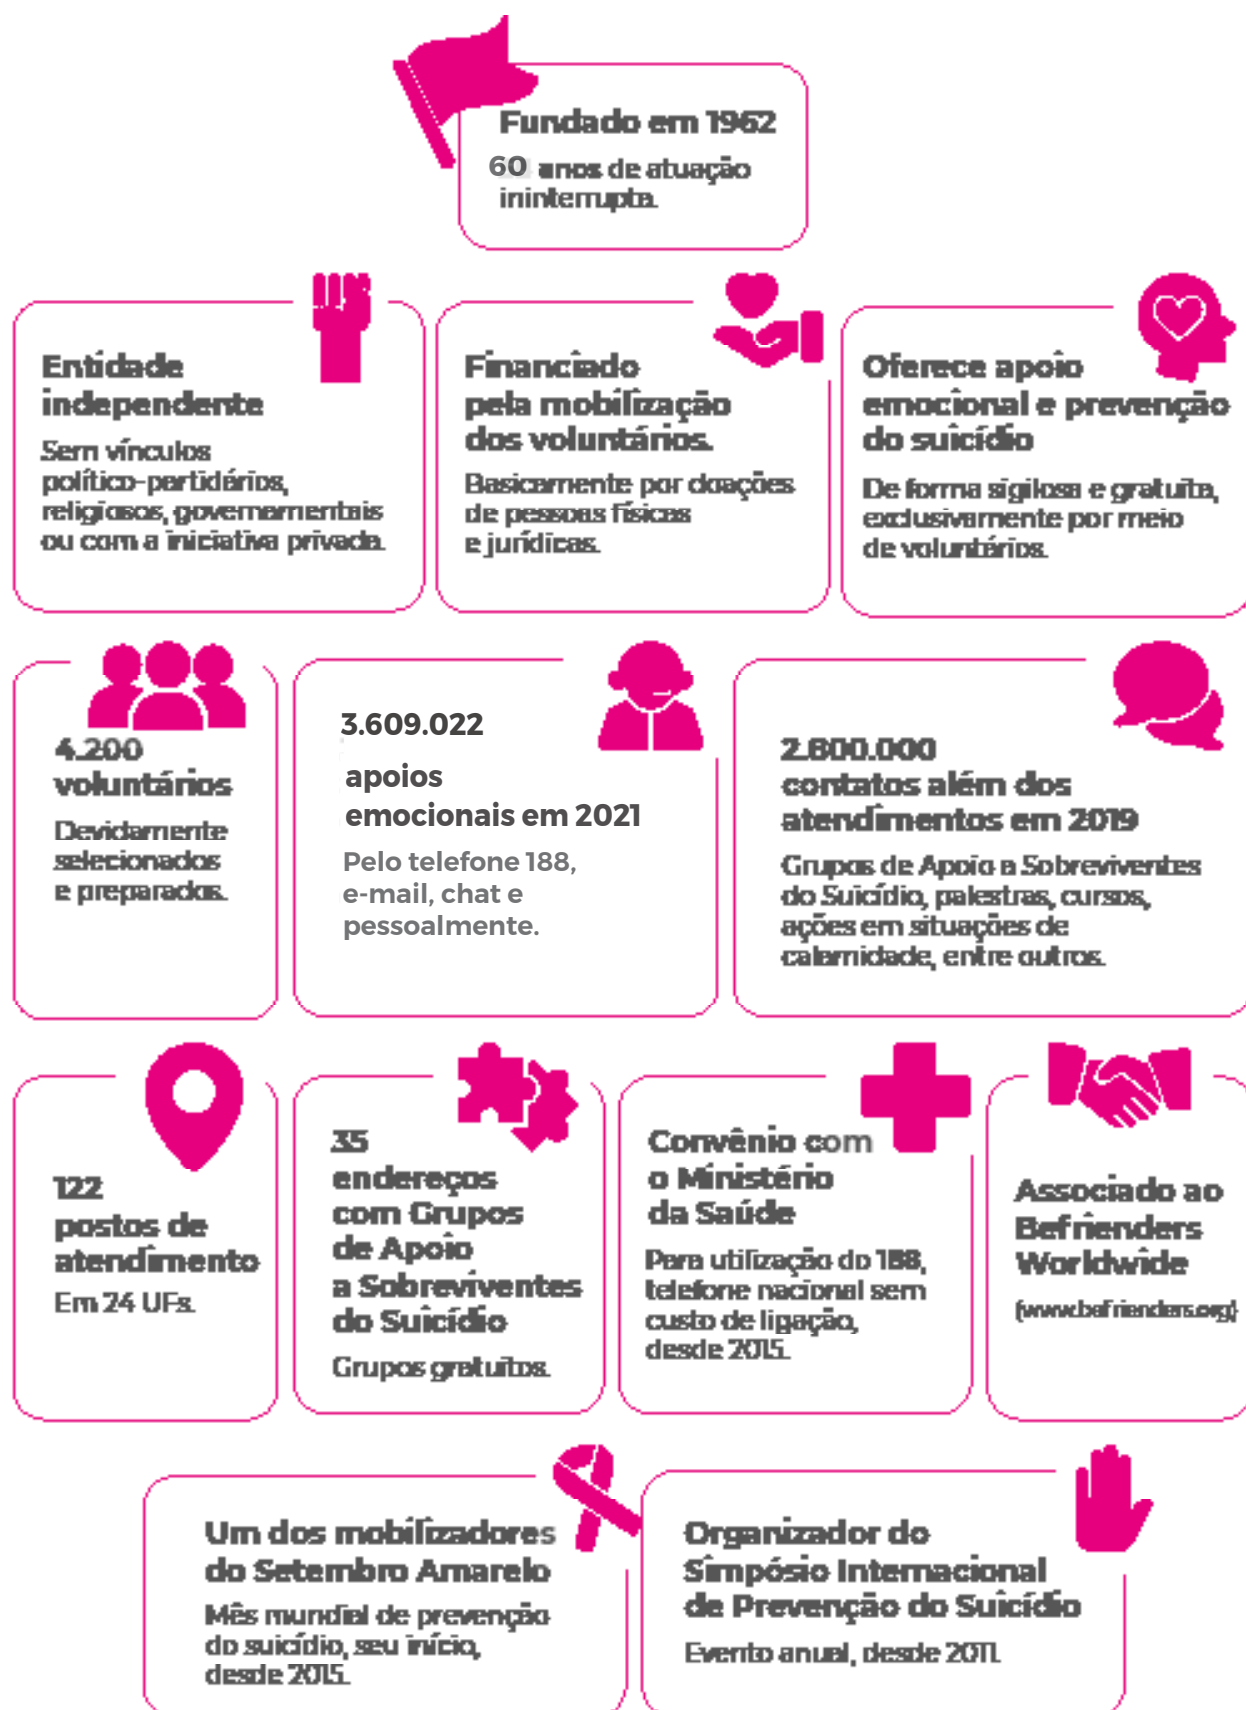 Fundado em 1962
60 anos de atuação
ininterrupta.
Entidade
independente
Sem vínculos
político-partidários,
religiosos, governamentais
ou com a iniciativa privada.
Financiado
pela mobilização
dos voluntários.
Basicamente por doações
de pessoas físicas
e jurídicas.
Oferece apoio
emocional e prevenção
do suicídio
De forma sigilosa e gratuita,
exclusivamente por meio
de voluntários.
4.200
voluntários
Devidamente
selecionados
e preparados.
3.609.022
apoios
emocionais em 2021
Pelo telefone 188,
e-mail, chat e
pessoalmente.
2.800.000
contatos além dos
atendimentos em 2019
Grupos de Apoio a Sobreviventes
do Suicídio, palestras, cursos,
ações em situações de
calamidade, entre outros.
122
postos de
atendimento
Em 24 UFs.
35
endereços
com Grupos
de Apoio
a Sobreviventes
do Suicídio
Grupos gratuitos.
Convênio com
o Ministério
da Saúde
Para utilização do 188,
telefone nacional sem
custo de ligação,
desde 2015.
Associado ao
Befrienders
Worldwide
(www.befrienders.org)
Um dos mobilizadores
do Setembro Amarelo
Mês mundial de prevenção
do suicídio, seu início,
desde 2015.
Organizador do
Simpósio Internacional
de Prevenção do Suicídio
Evento anual, desde 2011.